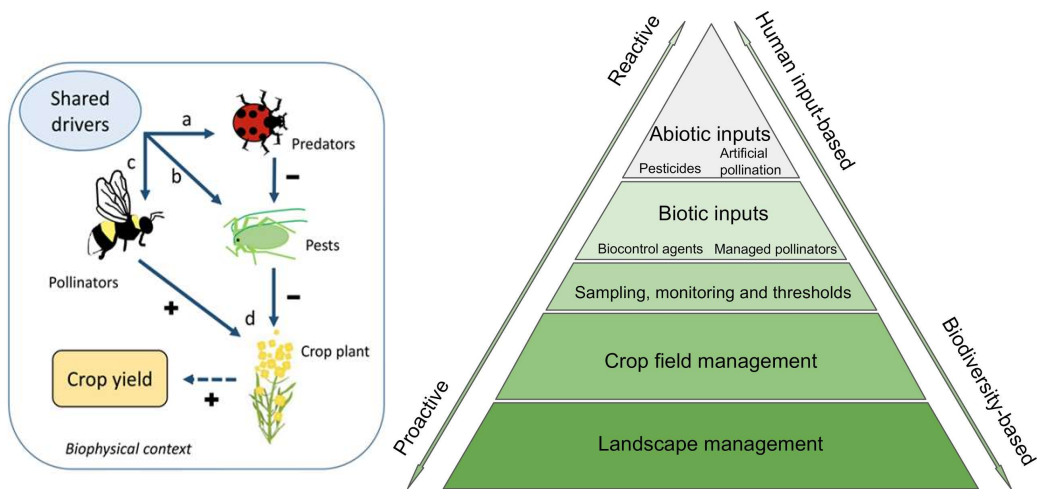 Shared
drivers
a
Predators
c
b
−
Pests
Pollinators
+
−
d
Crop plant
Crop yield
+
Biophysical context
Reactive
Human input-based
Abiotic inputs
Pesticides
Artificial
pollination
Biotic inputs
Biocontrol agents
Managed pollinators
Sampling, monitoring and thresholds
Crop field management
Landscape management
Proactive
Biodiversity-based